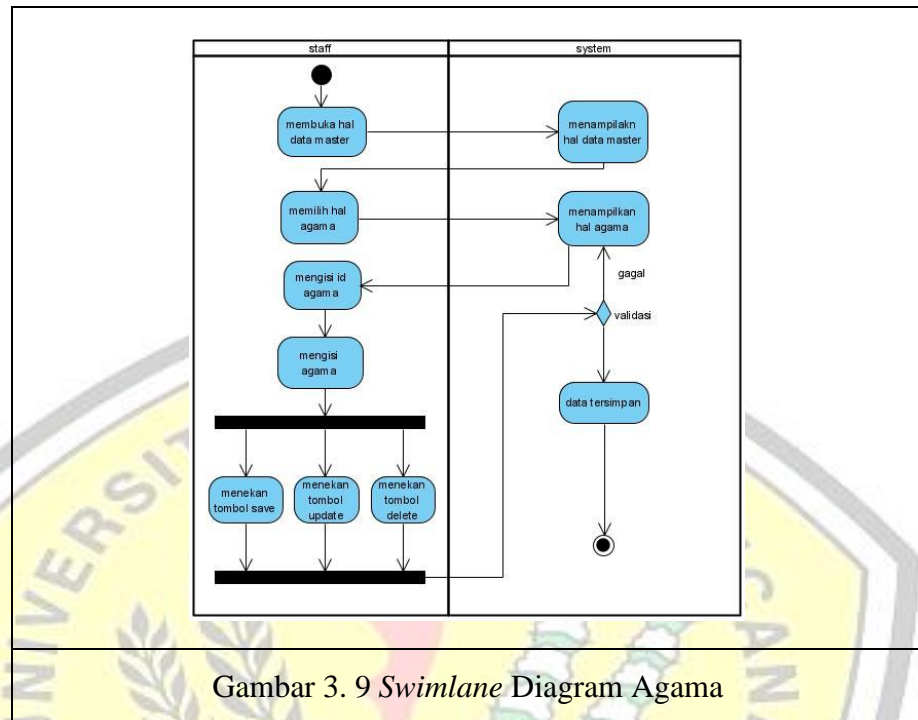 staff
system
membuka hal
data master
menampilakn
hal data master
memilih hal
agama
menampilkan
hal agama
mengisi id
agama
gagal
validasi
mengisi
agama
data tersimpan
menekan
tombol save
menekan
tombol
update
menekan
tombol
delete
Gambar 3. 9 Swimlane Diagram Agama